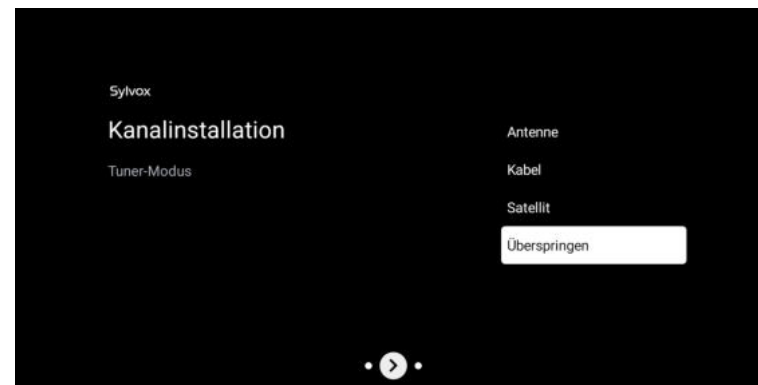 Sylvox
Kanalinstallation
Tuner-Modus
Antenne
Kabel
Satellit
Überspringen